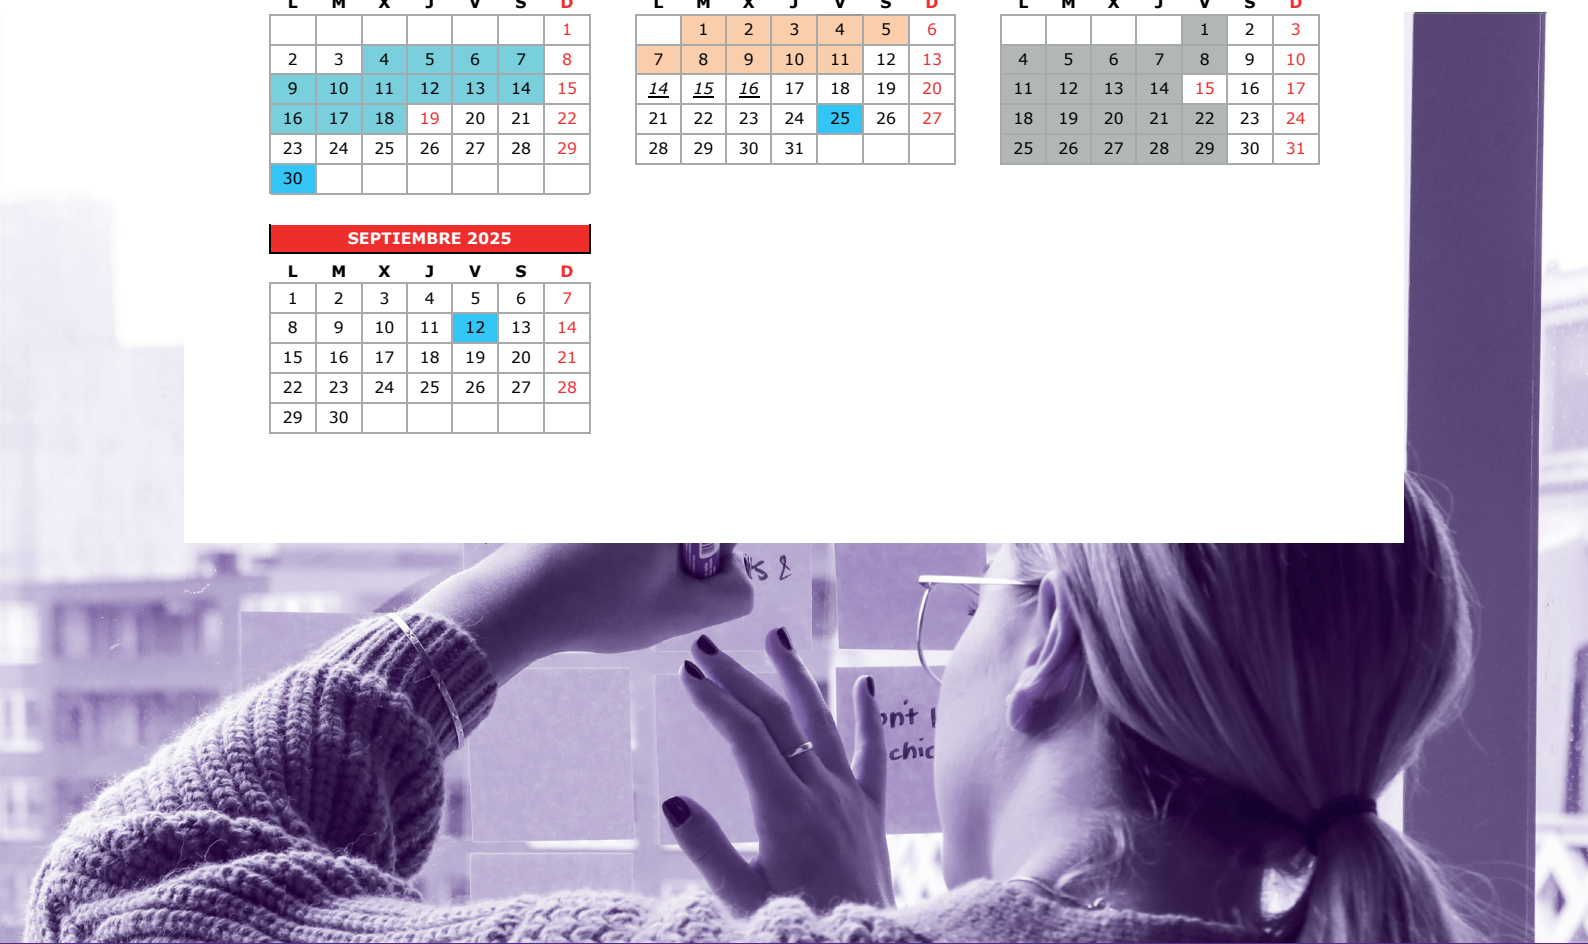 L M X J V S D
1
2 3 4 5 6 7 8
9 10 11 12 13 14 15
16 17 18 19 20 21 22
23 24 25 26 27 28 29
30
L M X J V S D
1 2 3 4 5 6
7 8 9 10 11 12 13
14 15 16 17 18 19 20
21 22 23 24 25 26 27
28 29 30 31
L M X J V S D
1 2 3
4 5 6 7 8 9 10
11 12 13 14 15 16 17
18 19 20 21 22 23 24
25 26 27 28 29 30 31
SEPTIEMBRE 2025
L M X J V S D
1 2 3 4 5 6 7
8 9 10 11 12 13 14
15 16 17 18 19 20 21
22 23 24 25 26 27 28
29 30
&